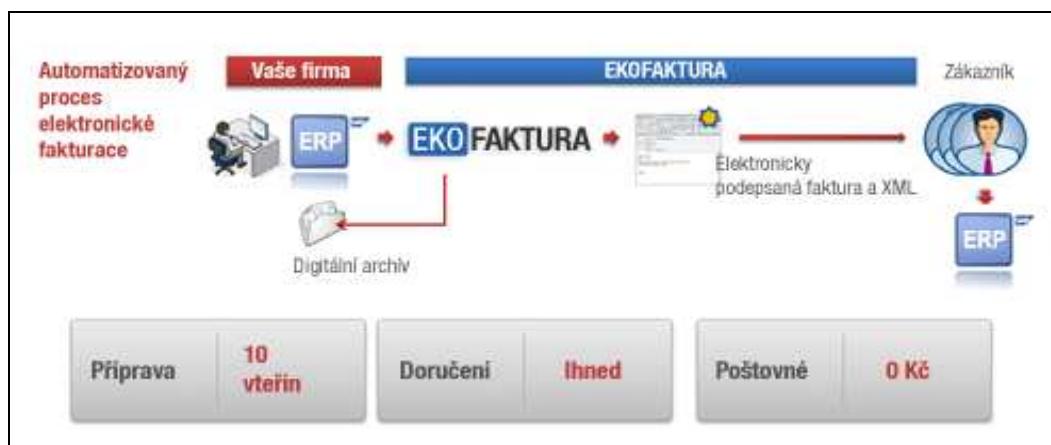 Automatizovaný
proces
elektronické
fakturace
Vaše firma
EKOFAKTURA
Zákazník
ERP
EKOFAKTURA
Elektronicky
podepsaná faktura a XML
ERP
Digitální archív
Příprava
10
vteřin
Doručení
Ihned
Poštovné
0 Kč